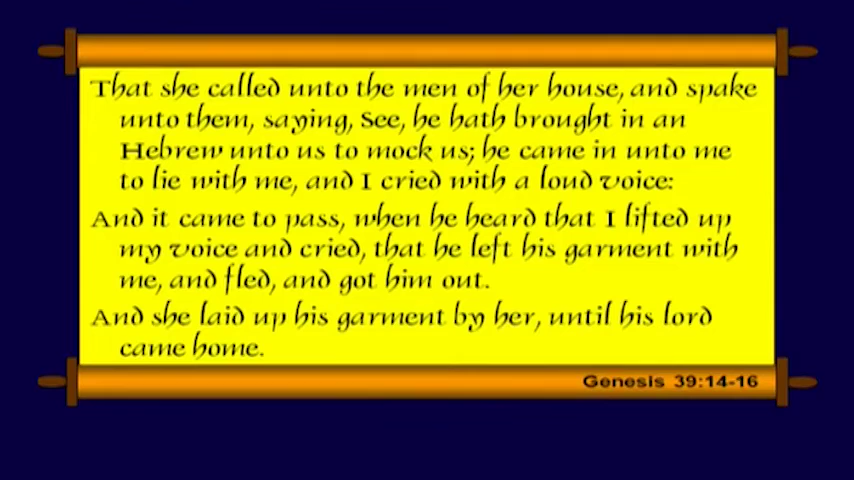 That she called unto the men of her house, and spake
unto them, saying, See, he hath brought in an
Hebrew unto us to mock us; he came in unto me
to lie with me, and I cried with a loud voice:
And it came to pass, when he heard that I lifted up
my voice and cried, that he left his garment with
me, and fled, and got him out.
And she laid up his garment by her, until his lord
came home.
Genesis 39:14-16